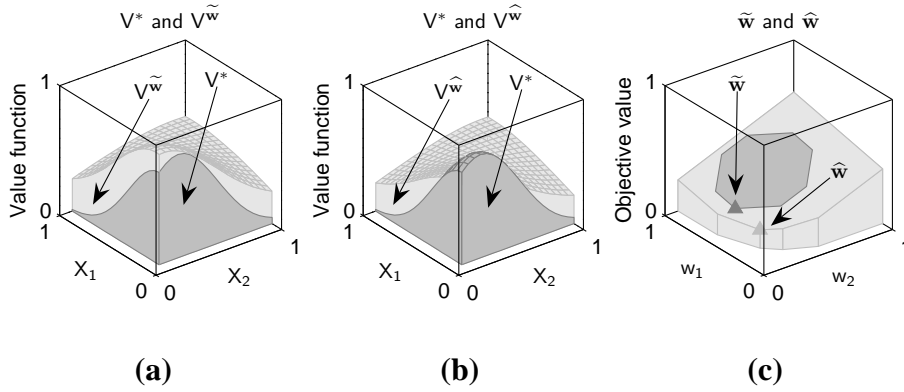 V* and V^w̃
V* and V^ŵ
w̃ and ŵ
1
V^w̃
V*
Value function
0
1
X₁
0
0
X₂
1
1
V^ŵ
V*
Value function
0
1
X₁
0
0
X₂
1
1
w̃
ŵ
Objective value
0
1
w₁
0
0
w₂
1
(a)
(b)
(c)